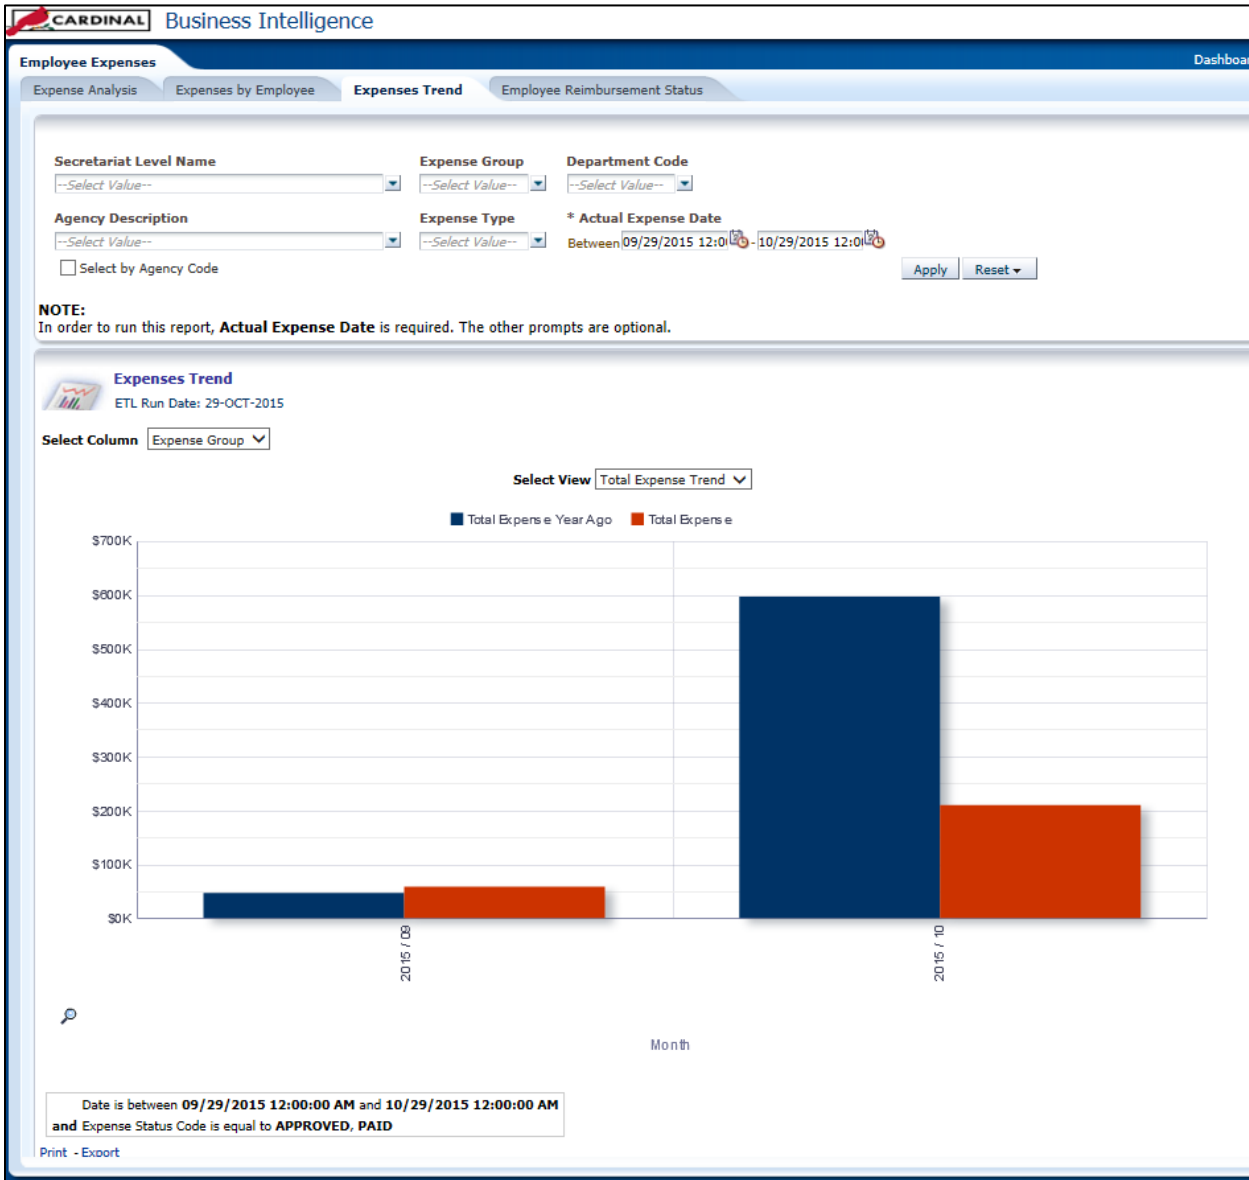 CARDINAL Business Intelligence
Employee Expenses
Dashboar
Expense Analysis Expenses by Employee Expenses Trend Employee Reimbursement Status
Secretariat Level Name Expense Group Department Code
--Select Value-- --Select Value-- --Select Value--
Agency Description Expense Type * Actual Expense Date
--Select Value-- --Select Value-- Between 09/29/2015 12:00 - 10/29/2015 12:00
Select by Agency Code
Apply Reset
NOTE:
In order to run this report, Actual Expense Date is required. The other prompts are optional.
Expenses Trend
ETL Run Date: 29-OCT-2015
Select Column Expense Group
Select View Total Expense Trend
Total Expense Year Ago Total Expense
$700K
$600K
$500K
$400K
$300K
$200K
$100K
$0K
2015 / 09
2015 / 10
Month
Date is between 09/29/2015 12:00:00 AM and 10/29/2015 12:00:00 AM
and Expense Status Code is equal to APPROVED, PAID
Print - Export